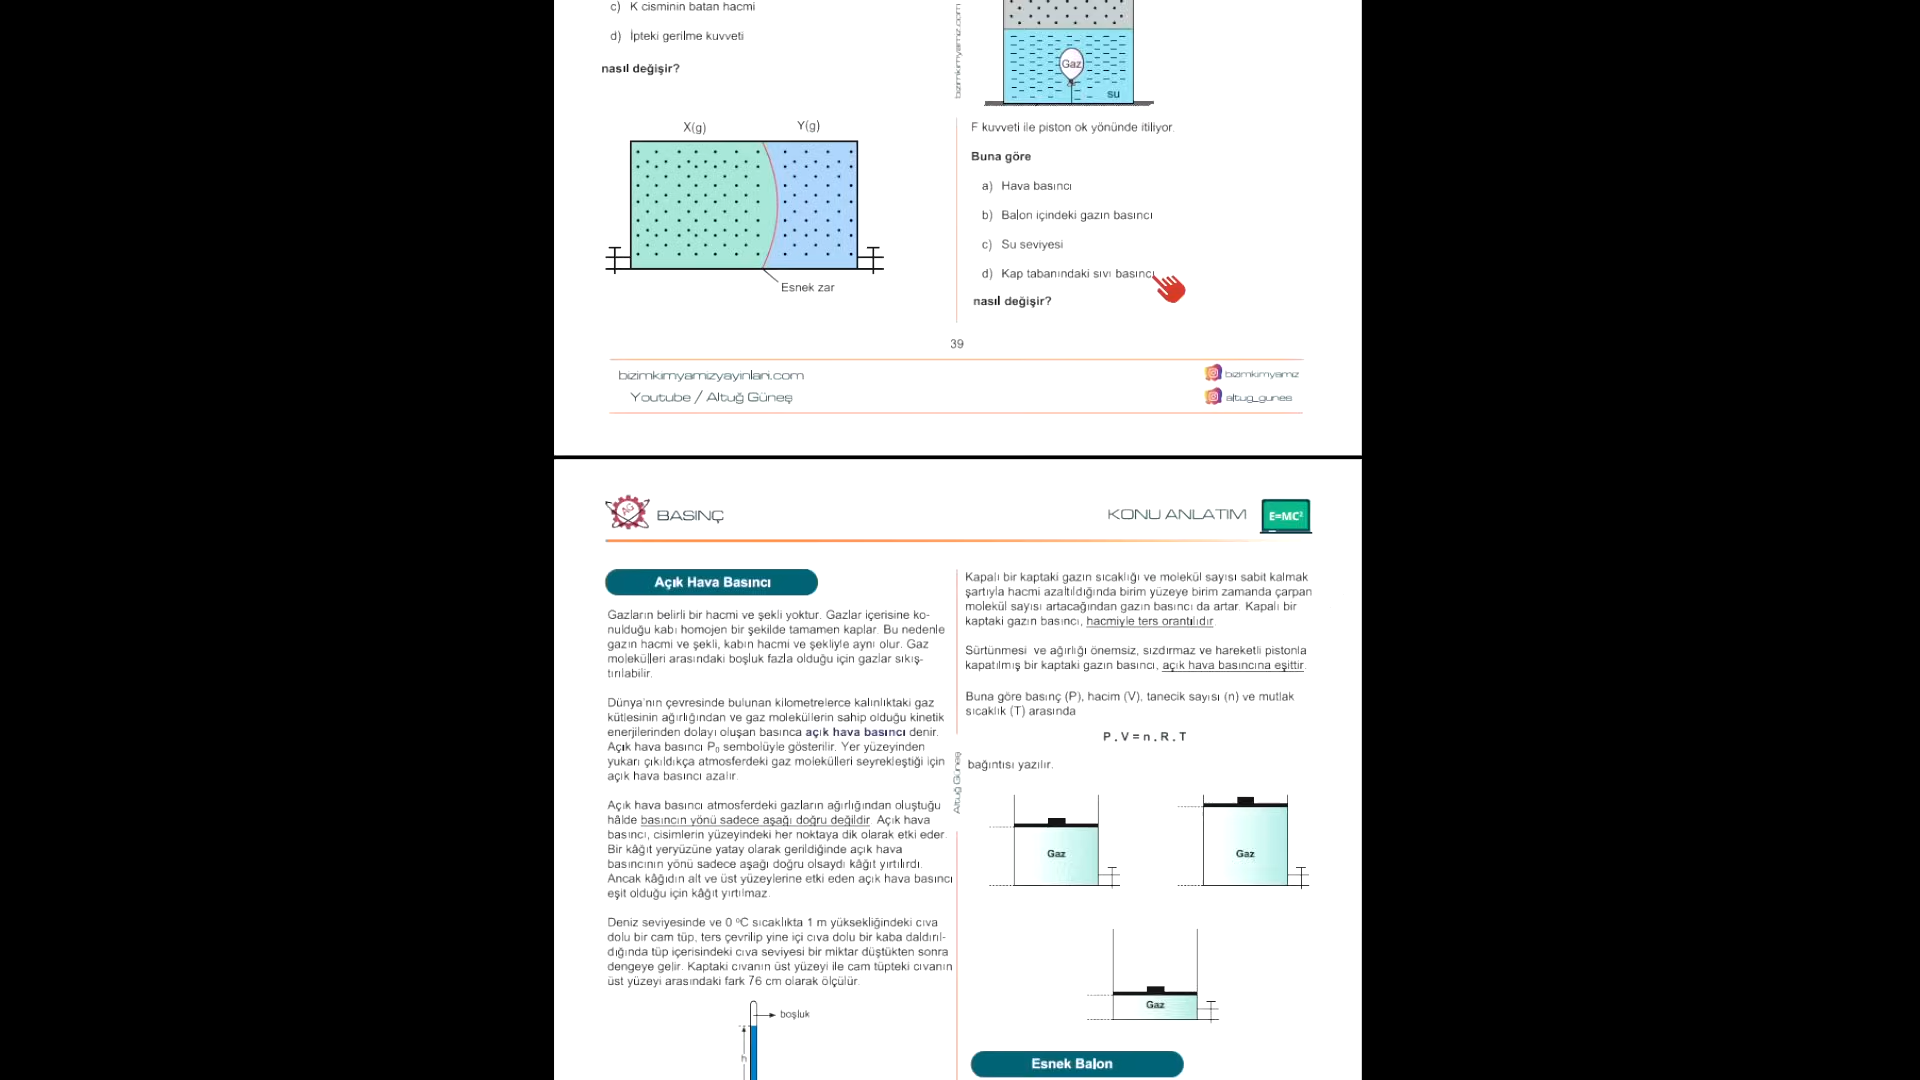 c) K cisminin batan hacmi
d) İpteki gerilme kuvveti
nasıl değişir?
X(g)
Y(g)
Esnek zar
bizimkimyamiz.com
Gaz
su
F kuvveti ile piston ok yönünde itiliyor.
Buna göre
a) Hava basıncı
b) Balon içindeki gazın basıncı
c) Su seviyesi
d) Kap tabanındaki sıvı basıncı
nasıl değişir?
39
bizimkimyamizyayinlari.com
Youtube / Altuğ Güneş
bizimkimyamiz
altug_gunes
BASINÇ
KONU ANLATIM
E=MC²
Açık Hava Basıncı
Gazların belirli bir hacmi ve şekli yoktur. Gazlar içerisine ko-
nulduğu kabı homojen bir şekilde tamamen kaplar. Bu nedenle
gazın hacmi ve şekli, kabın hacmi ve şekliyle aynı olur. Gaz
molekülleri arasındaki boşluk fazla olduğu için gazlar sıkış-
tırılabilir.
Dünya'nın çevresinde bulunan kilometrelerce kalınlıktaki gaz
kütlesinin ağırlığından ve gaz moleküllerin sahip olduğu kinetik
enerjilerinden dolayı oluşan basınca açık hava basıncı denir.
Açık hava basıncı P₀ sembolüyle gösterilir. Yer yüzeyinden
yukarı çıkıldıkça atmosferdeki gaz molekülleri seyrekleştiği için
açık hava basıncı azalır.
Açık hava basıncı atmosferdeki gazların ağırlığından oluştuğu
hâlde basıncın yönü sadece aşağı doğru değildir. Açık hava
basıncı, cisimlerin yüzeyindeki her noktaya dik olarak etki eder.
Bir kâğıt yeryüzüne yatay olarak gerildiğinde açık hava
basıncının yönü sadece aşağı doğru olsaydı kâğıt yırtılırdı.
Ancak kâğıdın alt ve üst yüzeylerine etki eden açık hava basıncı
eşit olduğu için kâğıt yırtılmaz.
Deniz seviyesinde ve 0 ºC sıcaklıkta 1 m yüksekliğindeki cıva
dolu bir cam tüp, ters çevrilip yine içi cıva dolu bir kaba daldırıl-
dığında tüp içerisindeki cıva seviyesi bir miktar düştükten sonra
dengeye gelir. Kaptaki cıvanın üst yüzeyi ile cam tüpteki cıvanın
üst yüzeyi arasındaki fark 76 cm olarak ölçülür.
boşluk
h
Altuğ Güneş
Kapalı bir kaptaki gazın sıcaklığı ve molekül sayısı sabit kalmak
şartıyla hacmi azaltıldığında birim yüzeye birim zamanda çarpan
molekül sayısı artacağından gazın basıncı da artar. Kapalı bir
kaptaki gazın basıncı, hacmiyle ters orantılıdır.
Sürtünmesi ve ağırlığı önemsiz, sızdırmaz ve hareketli pistonla
kapatılmış bir kaptaki gazın basıncı, açık hava basıncına eşittir.
Buna göre basınç (P), hacim (V), tanecik sayısı (n) ve mutlak
sıcaklık (T) arasında
P . V = n . R . T
bağıntısı yazılır.
Gaz
Gaz
Gaz
Esnek Balon